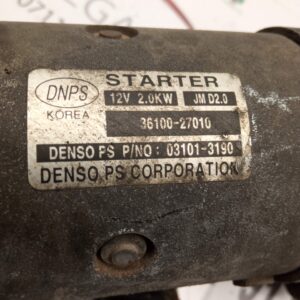 DNPS
KOREA
STARTER
12V 2.0KW JM D2.0
36100-27010
DENSO PS P/NO : 03101-3190
DENSO PS CORPORATION